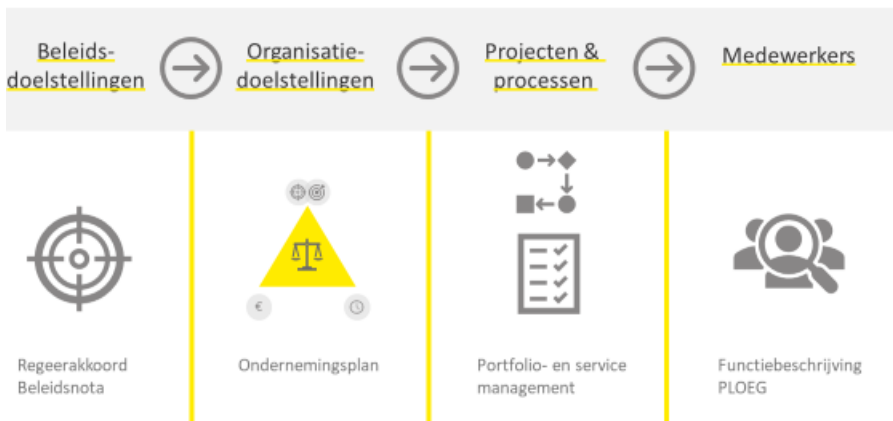 Beleids-
doelstellingen
Organisatie-
doelstellingen
Projecten &
processen
Medewerkers
€
Regeerakkoord
Beleidsnota
Ondernemingsplan
Portfolio- en service
management
Functiebeschrijving
PLOEG